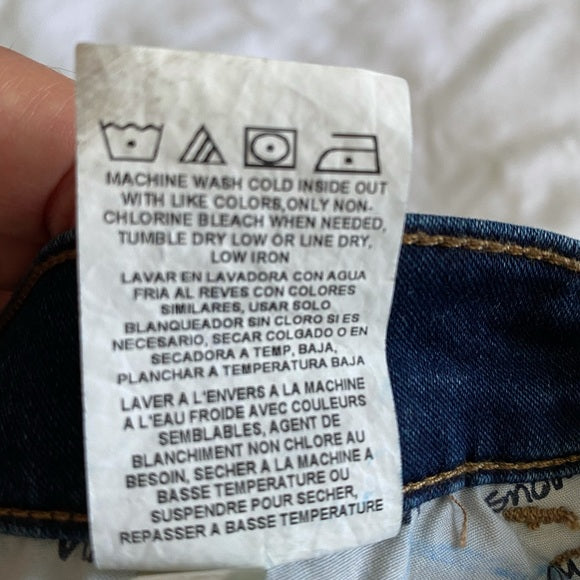 MACHINE WASH COLD INSIDE OUT
WITH LIKE COLORS,ONLY NON-
CHLORINE BLEACH WHEN NEEDED,
TUMBLE DRY LOW OR LINE DRY,
LOW IRON
LAVAR EN LAVADORA CON AGUA
FRIA AL REVES CON COLORES
SIMILARES, USAR SOLO
BLANQUEADOR SIN CLORO SI ES
NECESARIO, SECAR COLGADO O EN
SECADORA A TEMP, BAJA,
PLANCHAR A TEMPERATURA BAJA
LAVER A L'ENVERS A LA MACHINE
A L'EAU FROIDE AVEC COULEURS
SEMBLABLES, AGENT DE
BLANCHIMENT NON CHLORE AU
BESOIN, SECHER A LA MACHINE A
BASSE TEMPERATURE OU
SUSPENDRE POUR SECHER,
REPASSER A BASSE TEMPERATURE